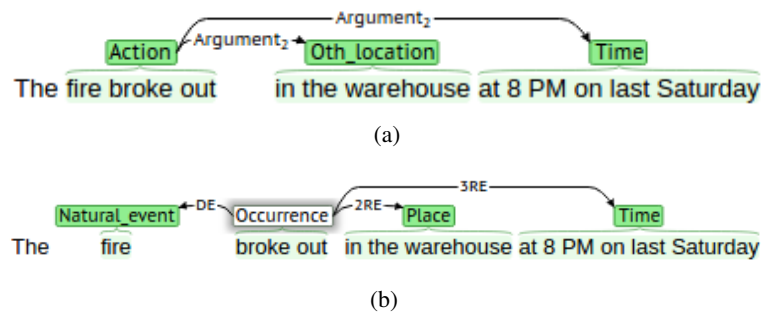 Argument₂
Argument₂
Action Oth_location Time
The fire broke out in the warehouse at 8 PM on last Saturday
(a)
3RE
DE 2RE
Natural_event Occurrence Place Time
The fire broke out in the warehouse at 8 PM on last Saturday
(b)